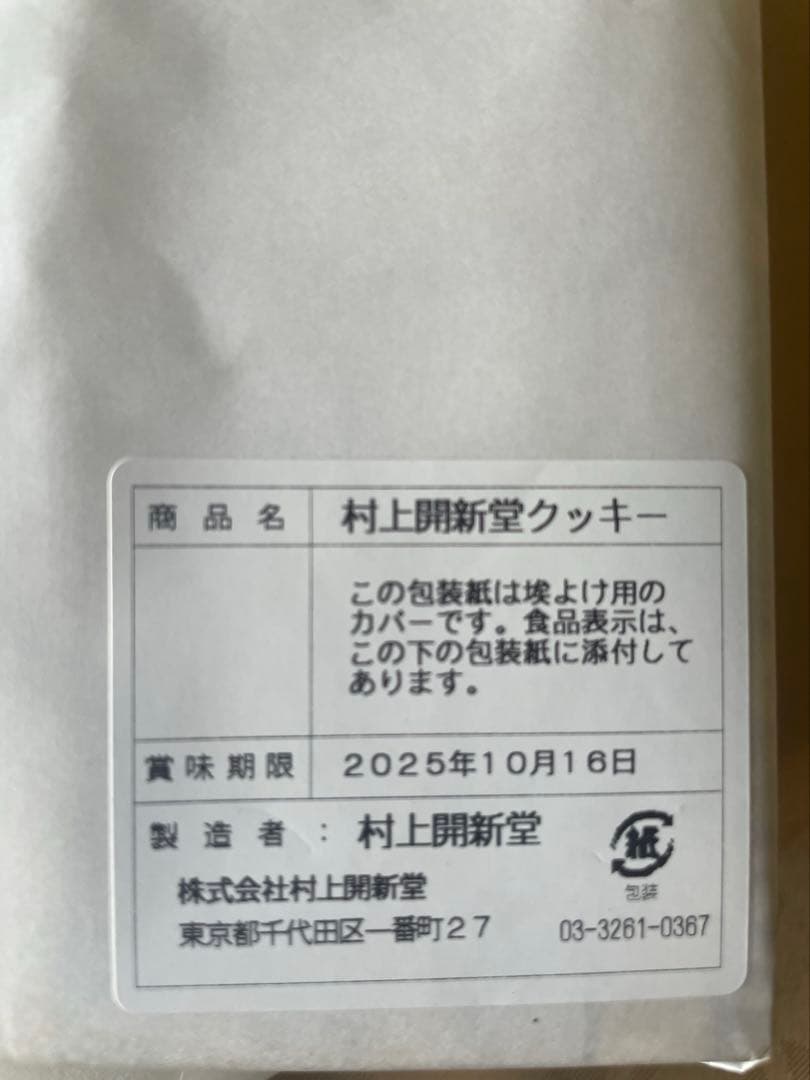 商品名 村上開新堂クッキー
この包装紙は埃よけ用の
カバーです。食品表示は、
この下の包装紙に添付して
あります。
賞味期限 2025年10月16日
製造者：村上開新堂
紙
包装
株式会社村上開新堂
東京都千代田区一番町27 03-3261-0367